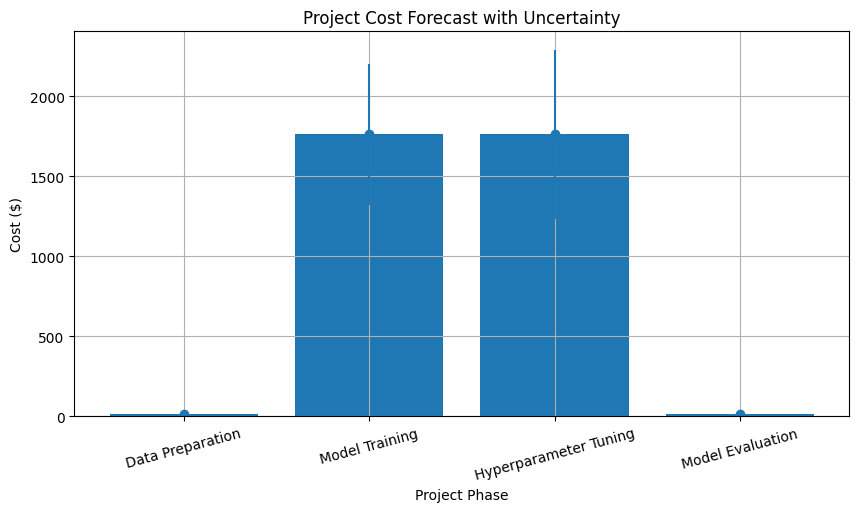 Project Cost Forecast with Uncertainty
Cost ($)
2000
1500
1000
500
0
Data Preparation
Model Training
Hyperparameter Tuning
Model Evaluation
Project Phase